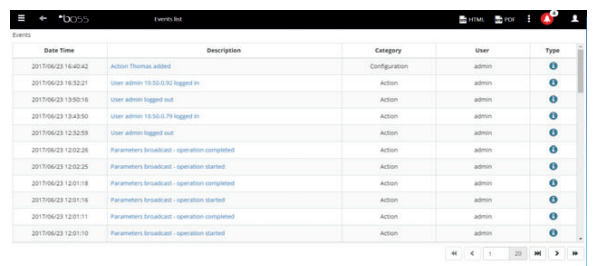 boss Events list HTML PDF
Events
Date Time Description Category User Type
2017/06/23 16:40:42 Action Thomas added Configuration admin
2017/06/23 16:32:21 User admin 10.50.0.92 logged in Action admin
2017/06/23 13:50:16 User admin logged out Action admin
2017/06/23 13:43:50 User admin 10.50.0.79 logged in Action admin
2017/06/23 12:32:59 User admin logged out Action admin
2017/06/23 12:02:26 Parameters broadcast - operation completed Action admin
2017/06/23 12:02:25 Parameters broadcast - operation started Action admin
2017/06/23 12:01:18 Parameters broadcast - operation completed Action admin
2017/06/23 12:01:16 Parameters broadcast - operation started Action admin
2017/06/23 12:01:11 Parameters broadcast - operation completed Action admin
2017/06/23 12:01:10 Parameters broadcast - operation started Action admin
1 20